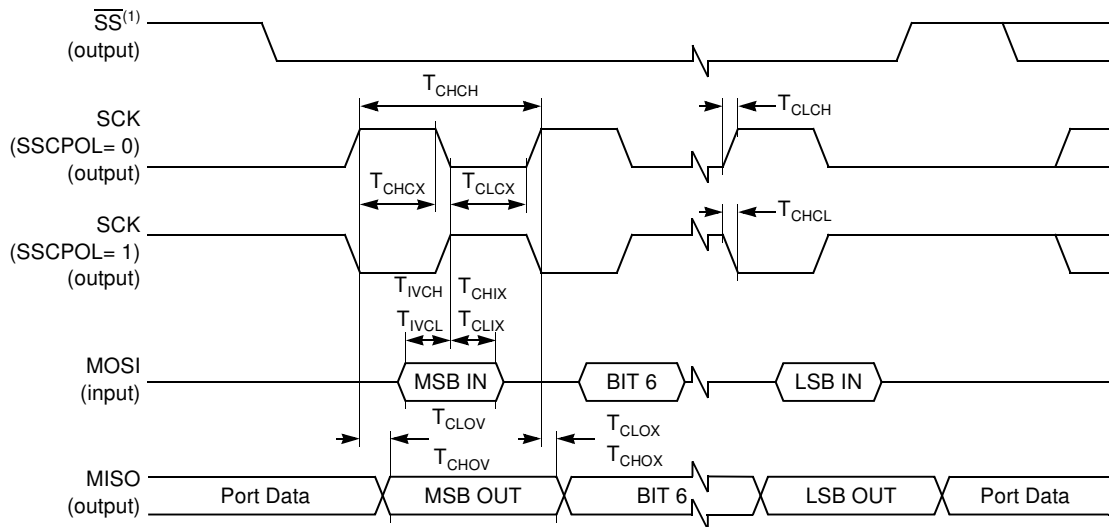 SS(1)
(output)
TCHCH
TCLCH
SCK
(SSCPOL= 0)
(output)
TCHCX
TCLCX
TCHCL
SCK
(SSCPOL= 1)
(output)
TIVCH
TCHIX
TIVCL
TCLIX
MOSI
(input)
MSB IN
BIT 6
LSB IN
TCLOV
TCLOX
TCHOV
TCHOX
MISO
(output)
Port Data
MSB OUT
BIT 6
LSB OUT
Port Data